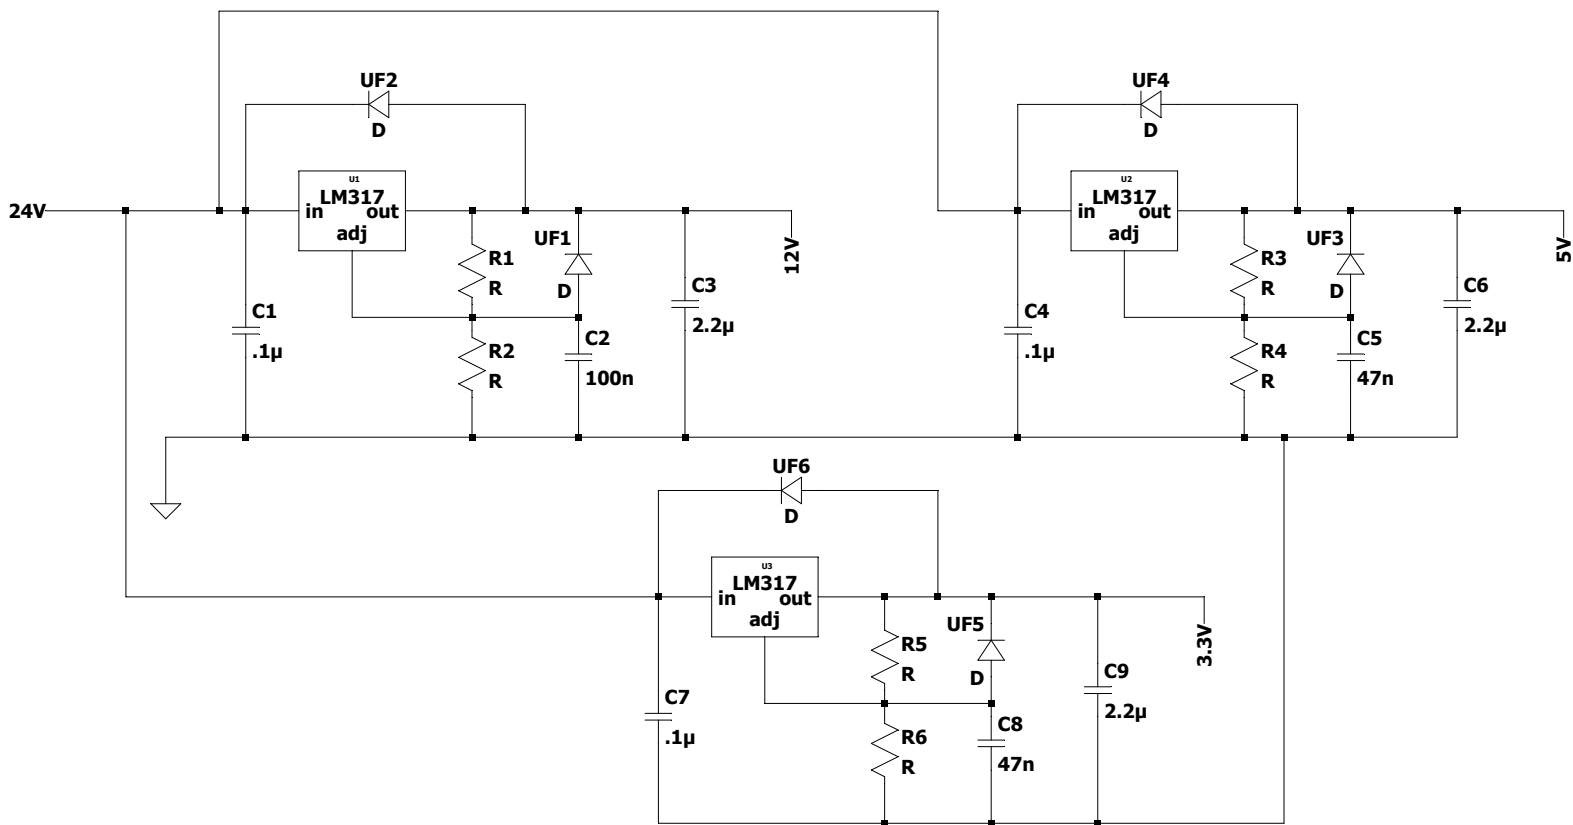 UF2
D
UF4
D
24V
U1
LM317
in out
adj
R1
R
UF1
D
C3
2.2µ
12V
C1
.1µ
R2
R
C2
100n
U2
LM317
in out
adj
R3
R
UF3
D
C6
2.2µ
5V
C4
.1µ
R4
R
C5
47n
UF6
D
U3
LM317
in out
adj
R5
R
UF5
D
C9
2.2µ
3.3V
C7
.1µ
R6
R
C8
47n